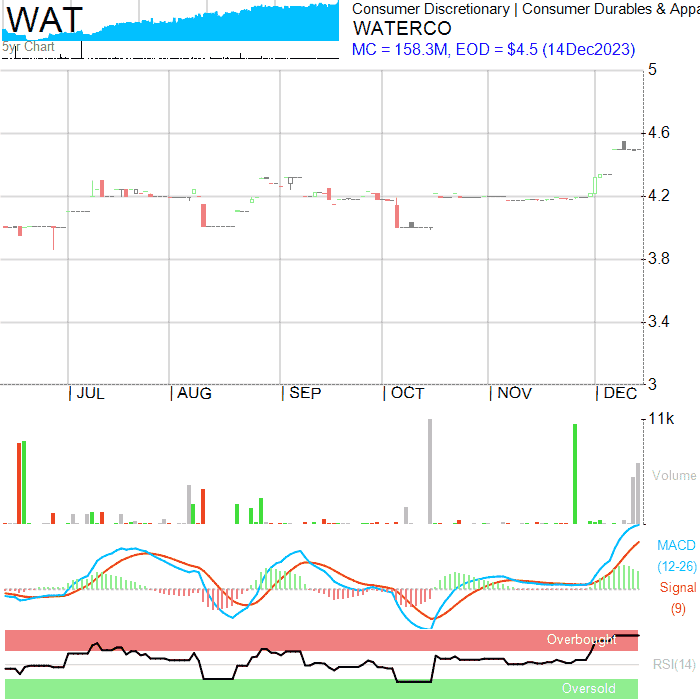 WAT
5yr Chart
Consumer Discretionary | Consumer Durables & Appa
WATERCO
MC = 158.3M, EOD = $4.5 (14Dec2023)
5
4.6
4.2
3.8
3.4
3
| JUL | AUG | SEP | OCT | NOV | DEC
11k
Volume
MACD
(12-26)
Signal
(9)
Overbought
RSI(14)
Oversold